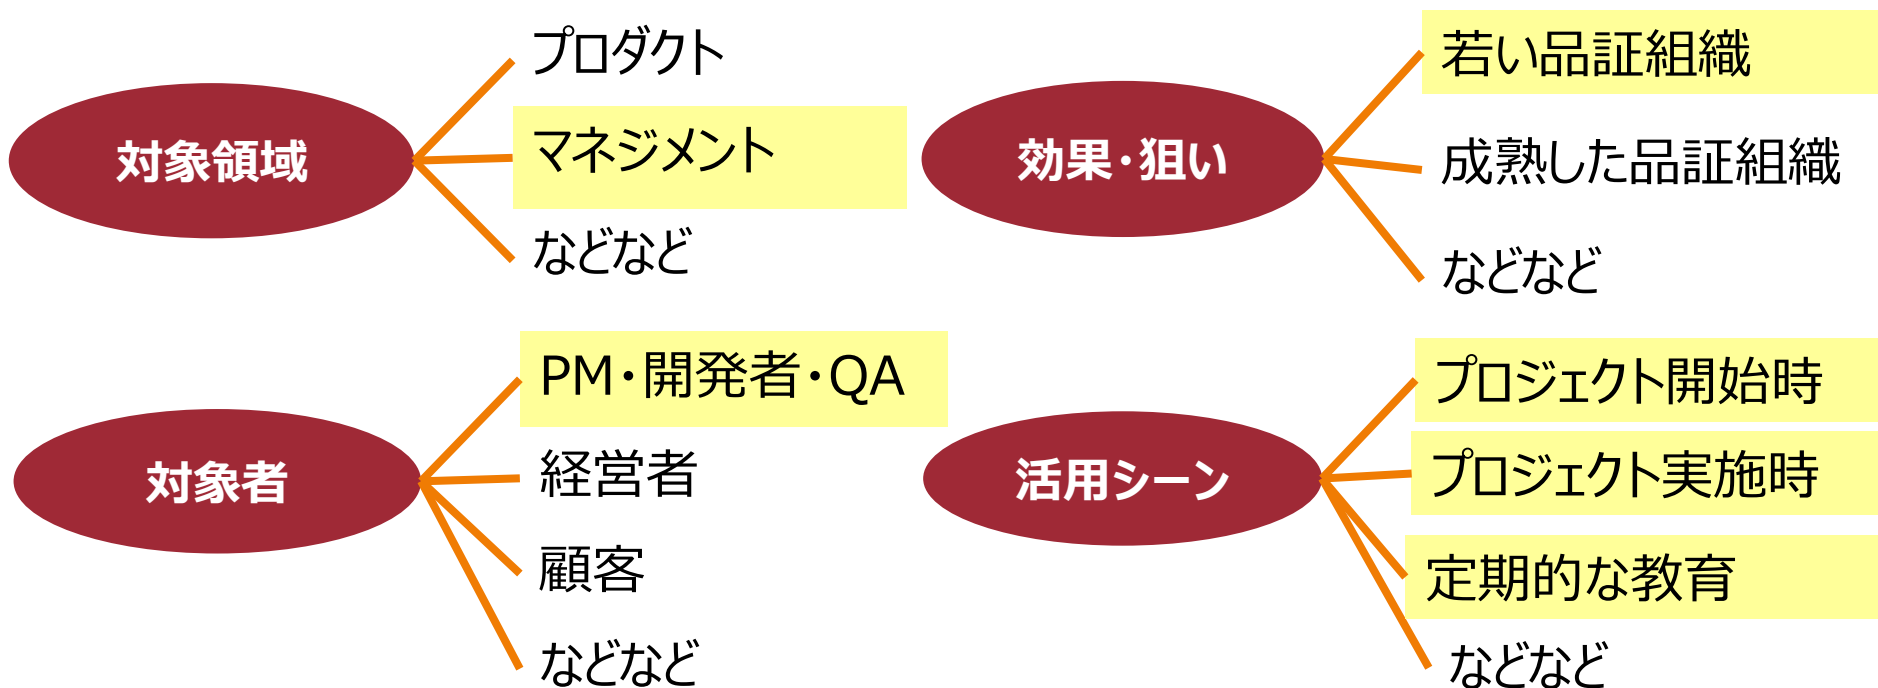 対象領域
プロダクト
マネジメント
などなど
効果・狙い
若い品証組織
成熟した品証組織
などなど
対象者
PM・開発者・QA
経営者
顧客
などなど
活用シーン
プロジェクト開始時
プロジェクト実施時
定期的な教育
などなど